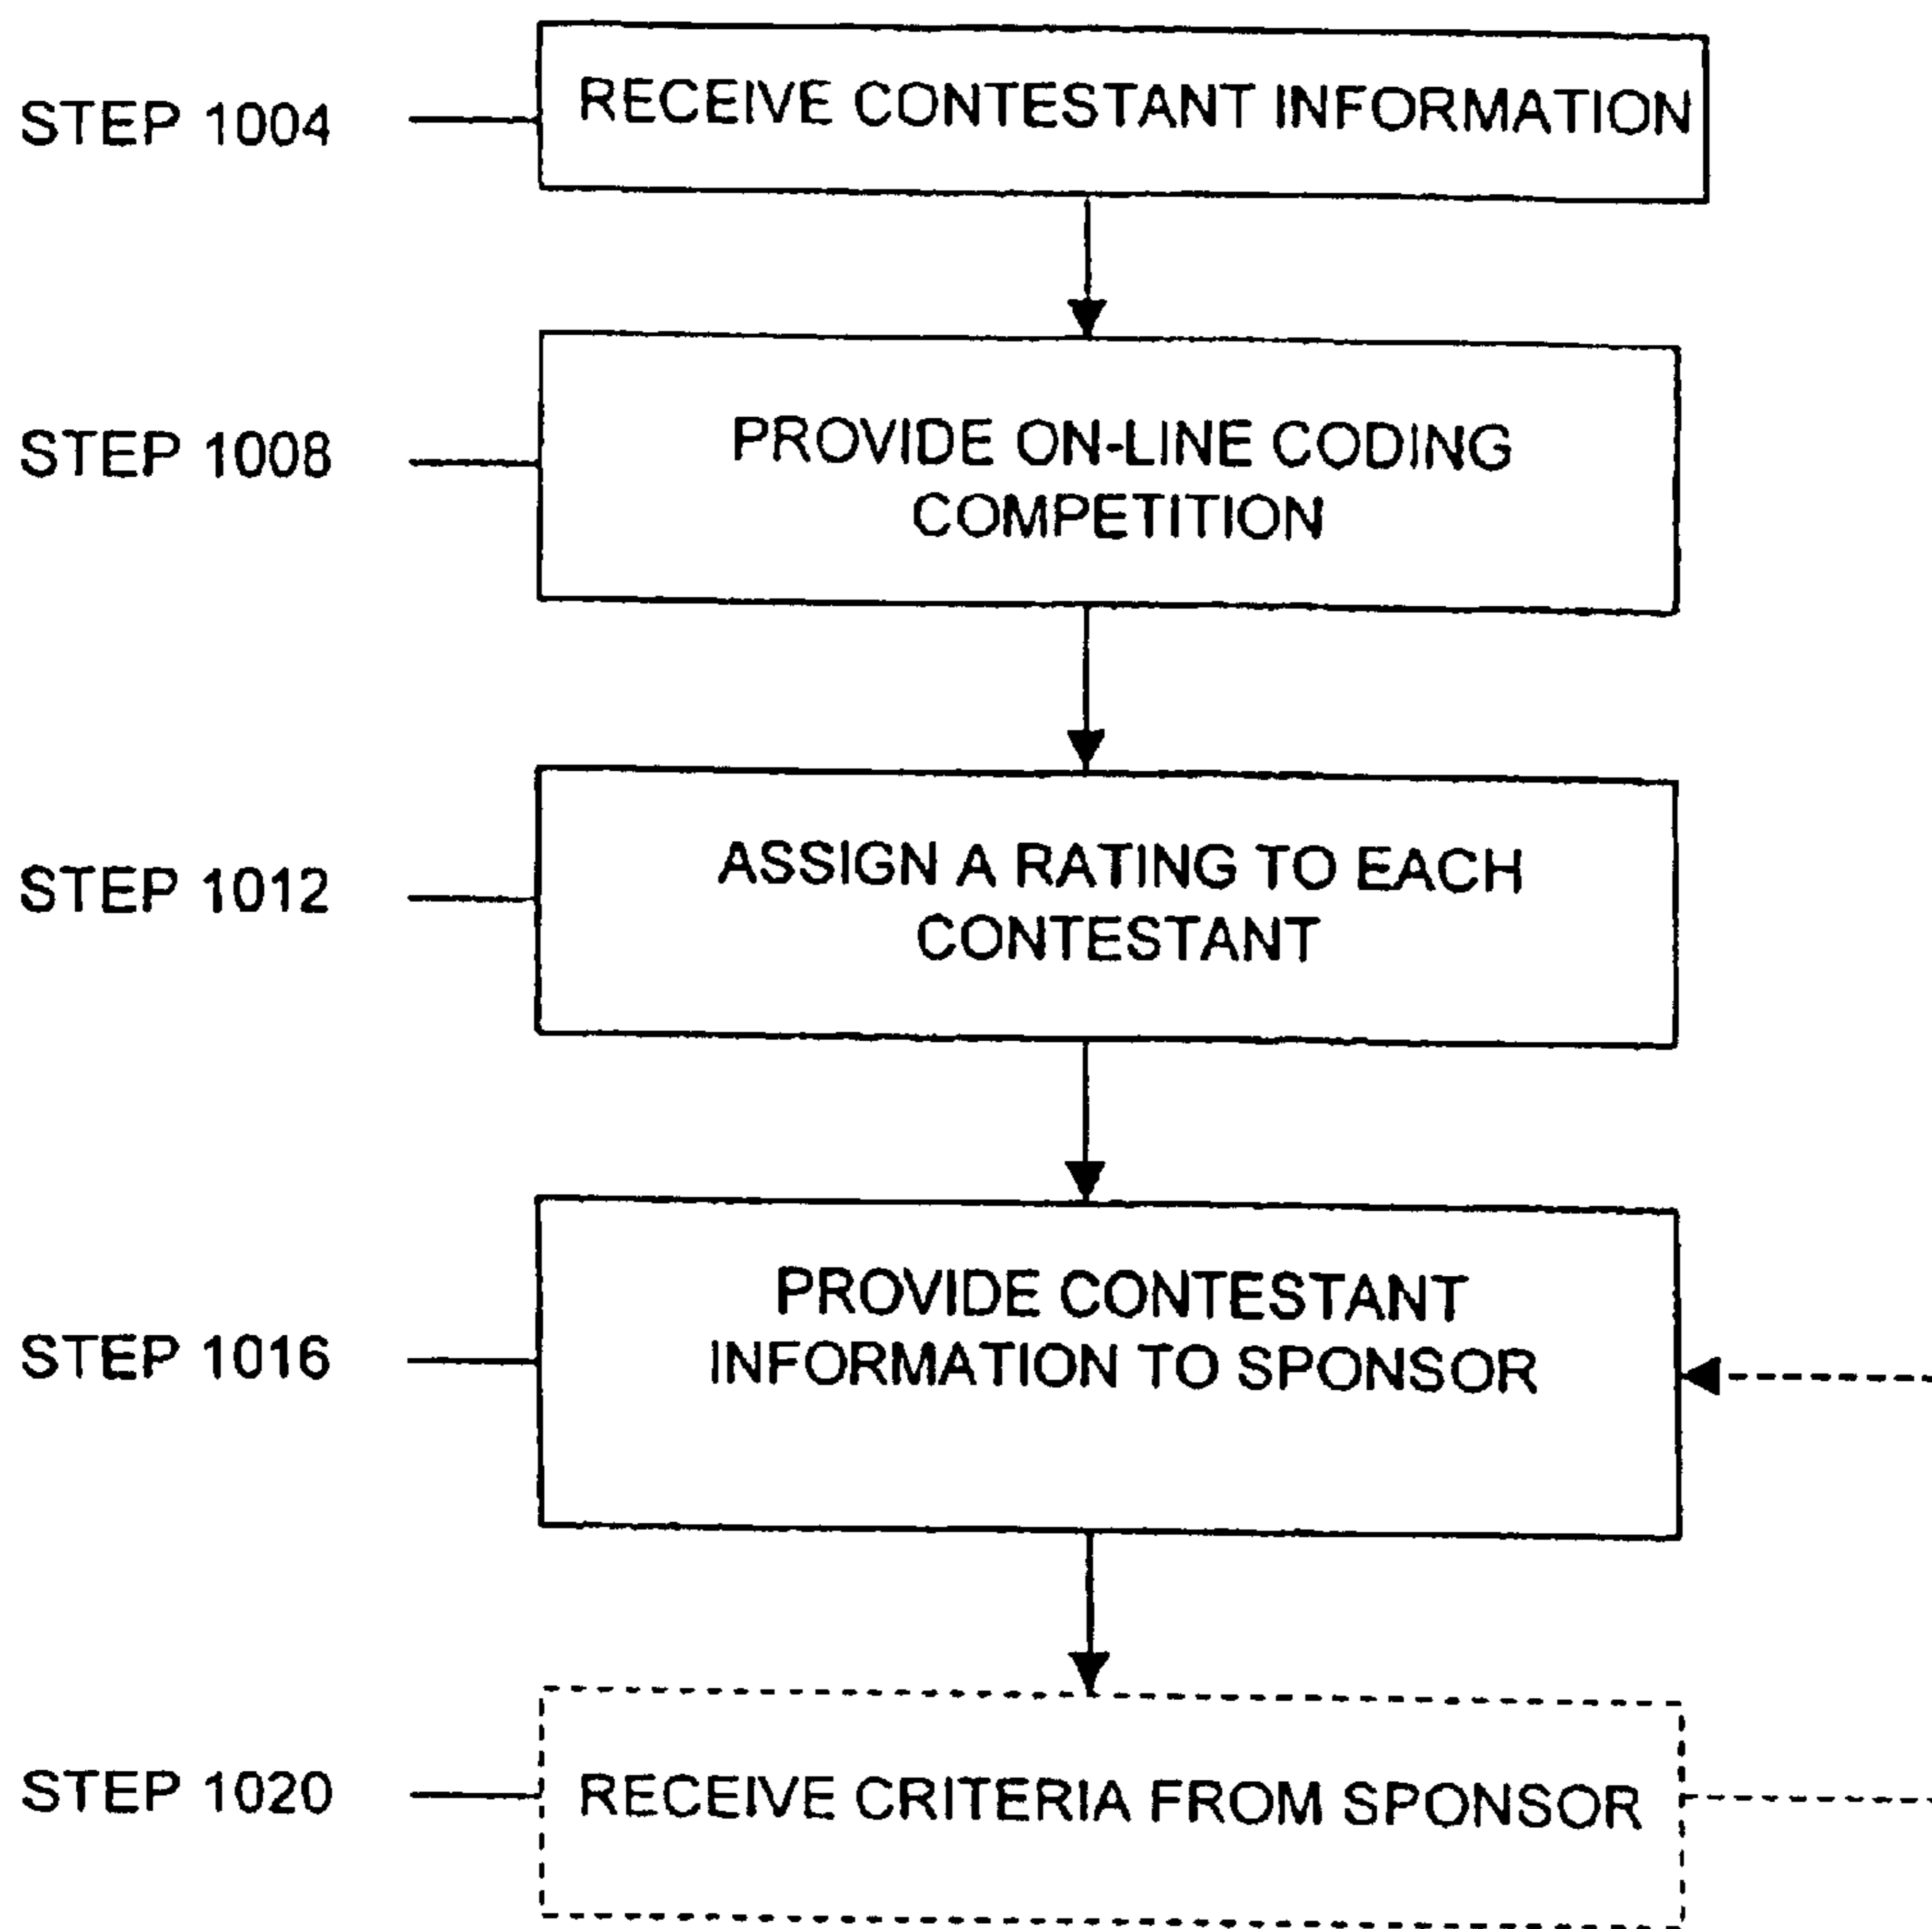 STEP 1004
RECEIVE CONTESTANT INFORMATION
STEP 1008
PROVIDE ON-LINE CODING
COMPETITION
STEP 1012
ASSIGN A RATING TO EACH
CONTESTANT
STEP 1016
PROVIDE CONTESTANT
INFORMATION TO SPONSOR
STEP 1020
RECEIVE CRITERIA FROM SPONSOR